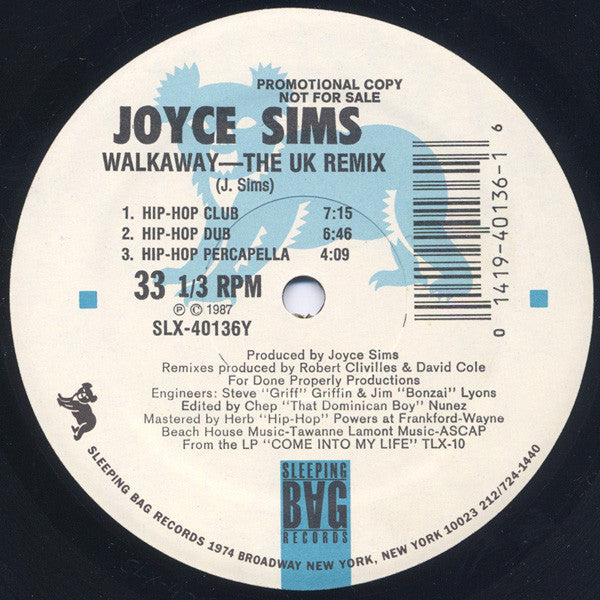 PROMOTIONAL COPY
NOT FOR SALE
JOYCE SIMS
WALKAWAY—THE UK REMIX
(J. Sims)
1. HIP-HOP CLUB 7:15
2. HIP-HOP DUB 6:46
3. HIP-HOP PERCAPELLA 4:09
33 1/3 RPM
℗ © 1987
SLX-40136Y
0 1419-40136-1 6
Produced by Joyce Sims
Remixes produced by Robert Clivilles & David Cole
For Done Properly Productions
Engineers: Steve "Griff" Griffin & Jim "Bonzai" Lyons
Edited by Chep "That Dominican Boy" Nunez
Mastered by Herb "Hip-Hop" Powers at Frankford-Wayne
Beach House Music-Tawanne Lamont Music-ASCAP
From the LP "COME INTO MY LIFE" TLX-10
SLEEPING
BAG
RECORDS
SLEEPING BAG RECORDS 1974 BROADWAY NEW YORK, NEW YORK 10023 212/724-1440